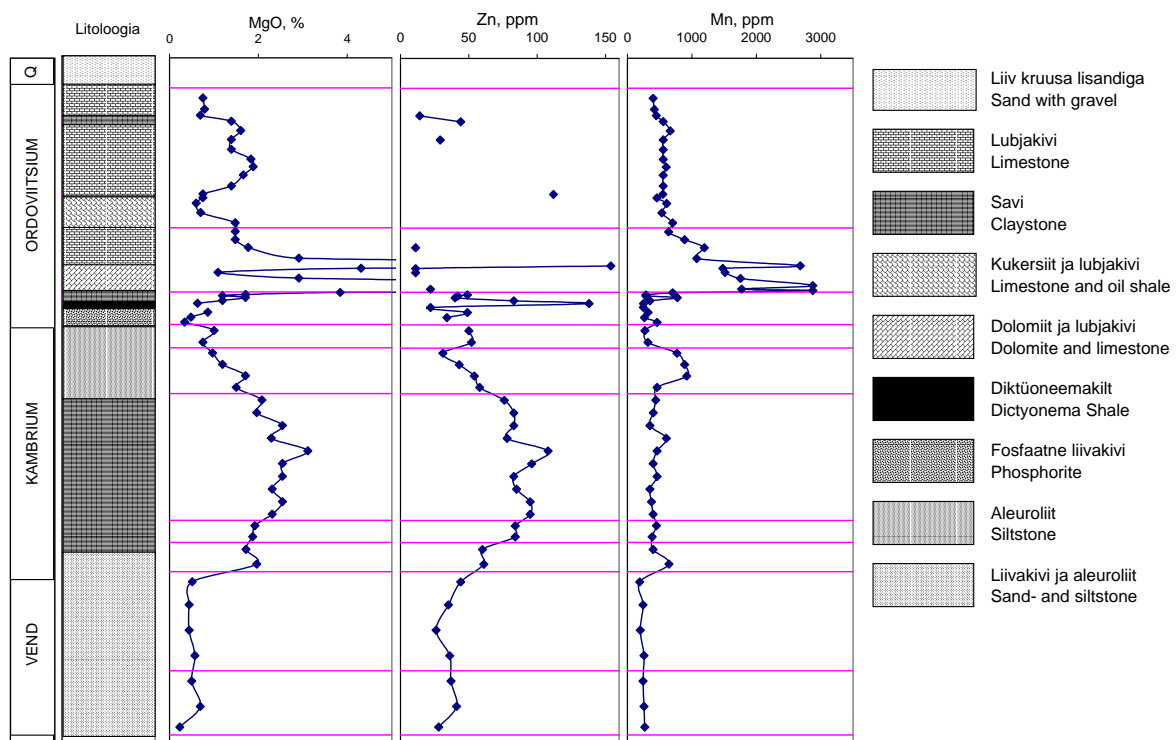 Litoloogia
MgO, %
0 2 4
Zn, ppm
0 50 100 150
Mn, ppm
0 1000 2000 3000
Q
ORDOVIITSIUM
KAMBRIUM
VEND
Liiv kruusa lisandiga
Sand with gravel
Lubjakivi
Limestone
Savi
Claystone
Kukersiit ja lubjakivi
Limestone and oil shale
Dolomiit ja lubjakivi
Dolomite and limestone
Diktüoneemakilt
Dictyonema Shale
Fosfaatne liivakivi
Phosphorite
Aleuroliit
Siltstone
Liivakivi ja aleuroliit
Sand- and siltstone